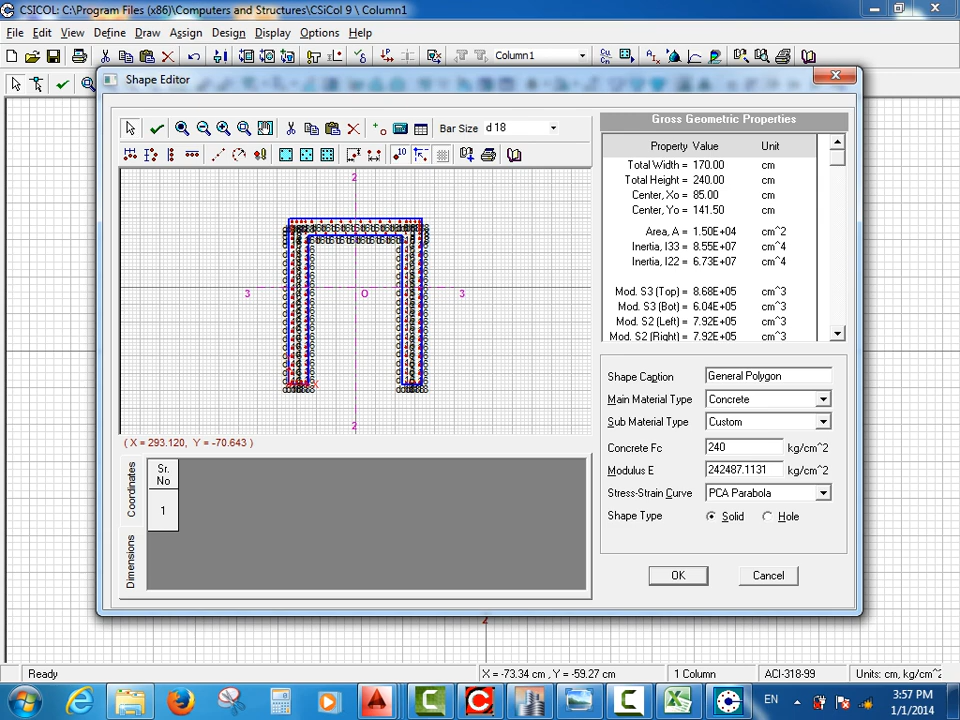 CSICOL: C:\Program Files (x86)\Computers and Structures\CSiCol 9 \ Column1
File Edit View Define Draw Assign Design Display Options Help
Column1
Shape Editor
Bar Size d 18
2
3 O 3
2
( X = 293.120, Y = -70.643 )
Coordinates
Dimensions
Sr. No
1
Gross Geometric Properties
Property Value Unit
Total Width = 170.00 cm
Total Height = 240.00 cm
Center, Xo = 85.00 cm
Center, Yo = 141.50 cm
Area, A = 1.50E+04 cm^2
Inertia, I33 = 8.55E+07 cm^4
Inertia, I22 = 6.73E+07 cm^4
Mod. S3 (Top) = 8.68E+05 cm^3
Mod. S3 (Bot) = 6.04E+05 cm^3
Mod. S2 (Left) = 7.92E+05 cm^3
Mod. S2 (Right) = 7.92E+05 cm^3
Shape Caption General Polygon
Main Material Type Concrete
Sub Material Type Custom
Concrete Fc 240 kg/cm^2
Modulus E 242487.1131 kg/cm^2
Stress-Strain Curve PCA Parabola
Shape Type Solid Hole
OK Cancel
2
Ready X = -73.34 cm , Y = -59.27 cm 1 Column ACI-318-99 Units: cm, kg/cm^2
EN 3:57 PM
1/1/2014